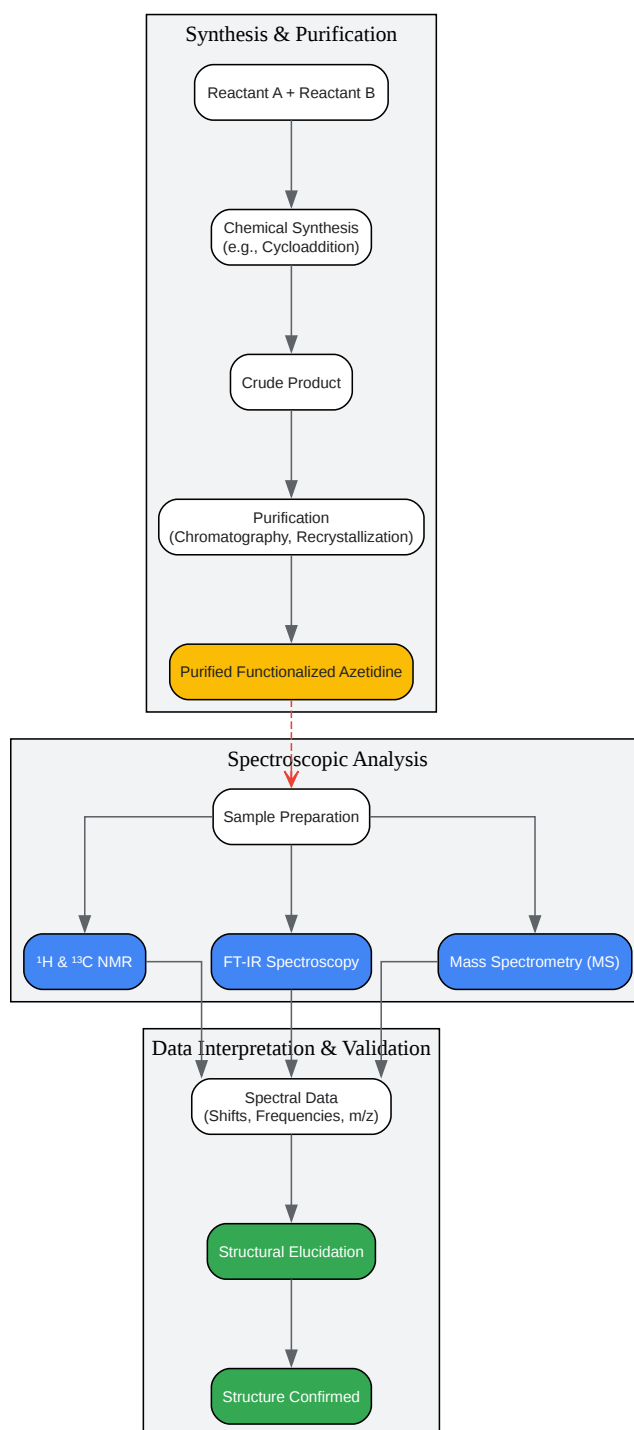 Synthesis & Purification
Reactant A + Reactant B
Chemical Synthesis
(e.g., Cycloaddition)
Crude Product
Purification
(Chromatography, Recrystallization)
Purified Functionalized Azetidine
Spectroscopic Analysis
Sample Preparation
¹H & ¹³C NMR
FT-IR Spectroscopy
Mass Spectrometry (MS)
Data Interpretation & Validation
Spectral Data
(Shifts, Frequencies, m/z)
Structural Elucidation
Structure Confirmed